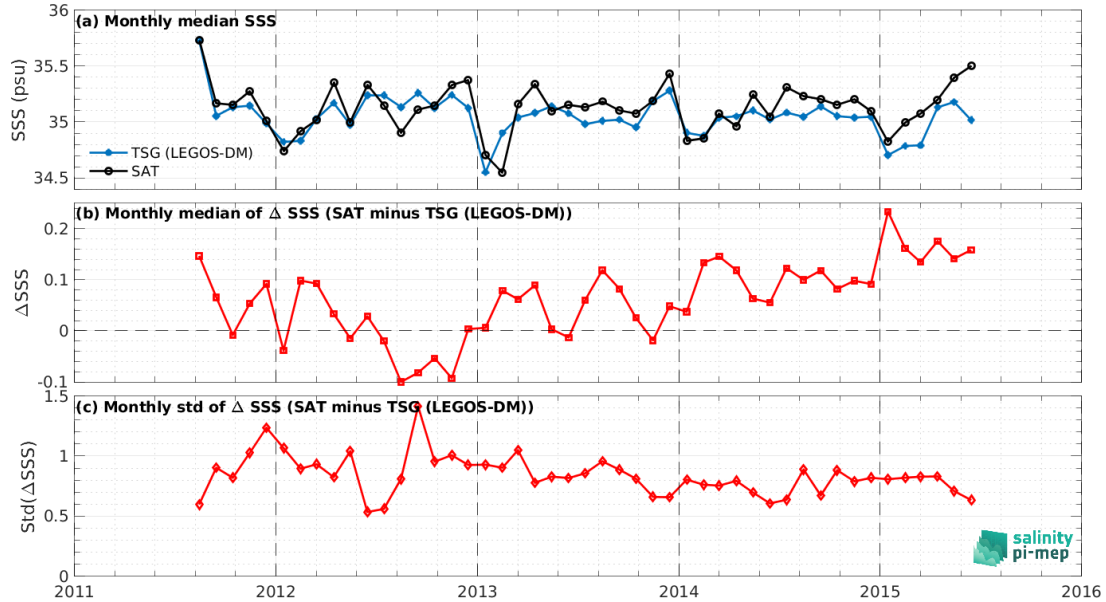 36
(a) Monthly median SSS
35.5
35
34.5
SSS (psu)
TSG (LEGOS-DM)
SAT
(b) Monthly median of Δ SSS (SAT minus TSG (LEGOS-DM))
0.2
0.1
0
-0.1
ΔSSS
1.5
(c) Monthly std of Δ SSS (SAT minus TSG (LEGOS-DM))
1
0.5
0
Std(ΔSSS)
salinity
pi-mep
2011 2012 2013 2014 2015 2016